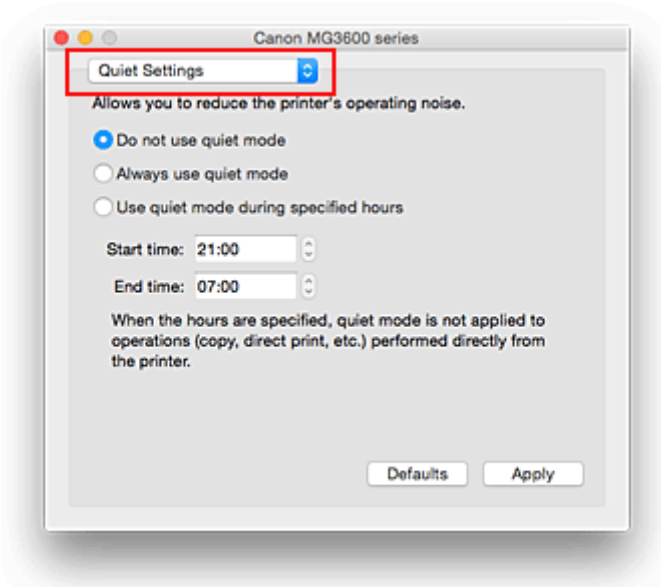 Canon MG3600 series
Quiet Settings
Allows you to reduce the printer's operating noise.
Do not use quiet mode
Always use quiet mode
Use quiet mode during specified hours
Start time: 21:00
End time: 07:00
When the hours are specified, quiet mode is not applied to
operations (copy, direct print, etc.) performed directly from
the printer.
Defaults Apply